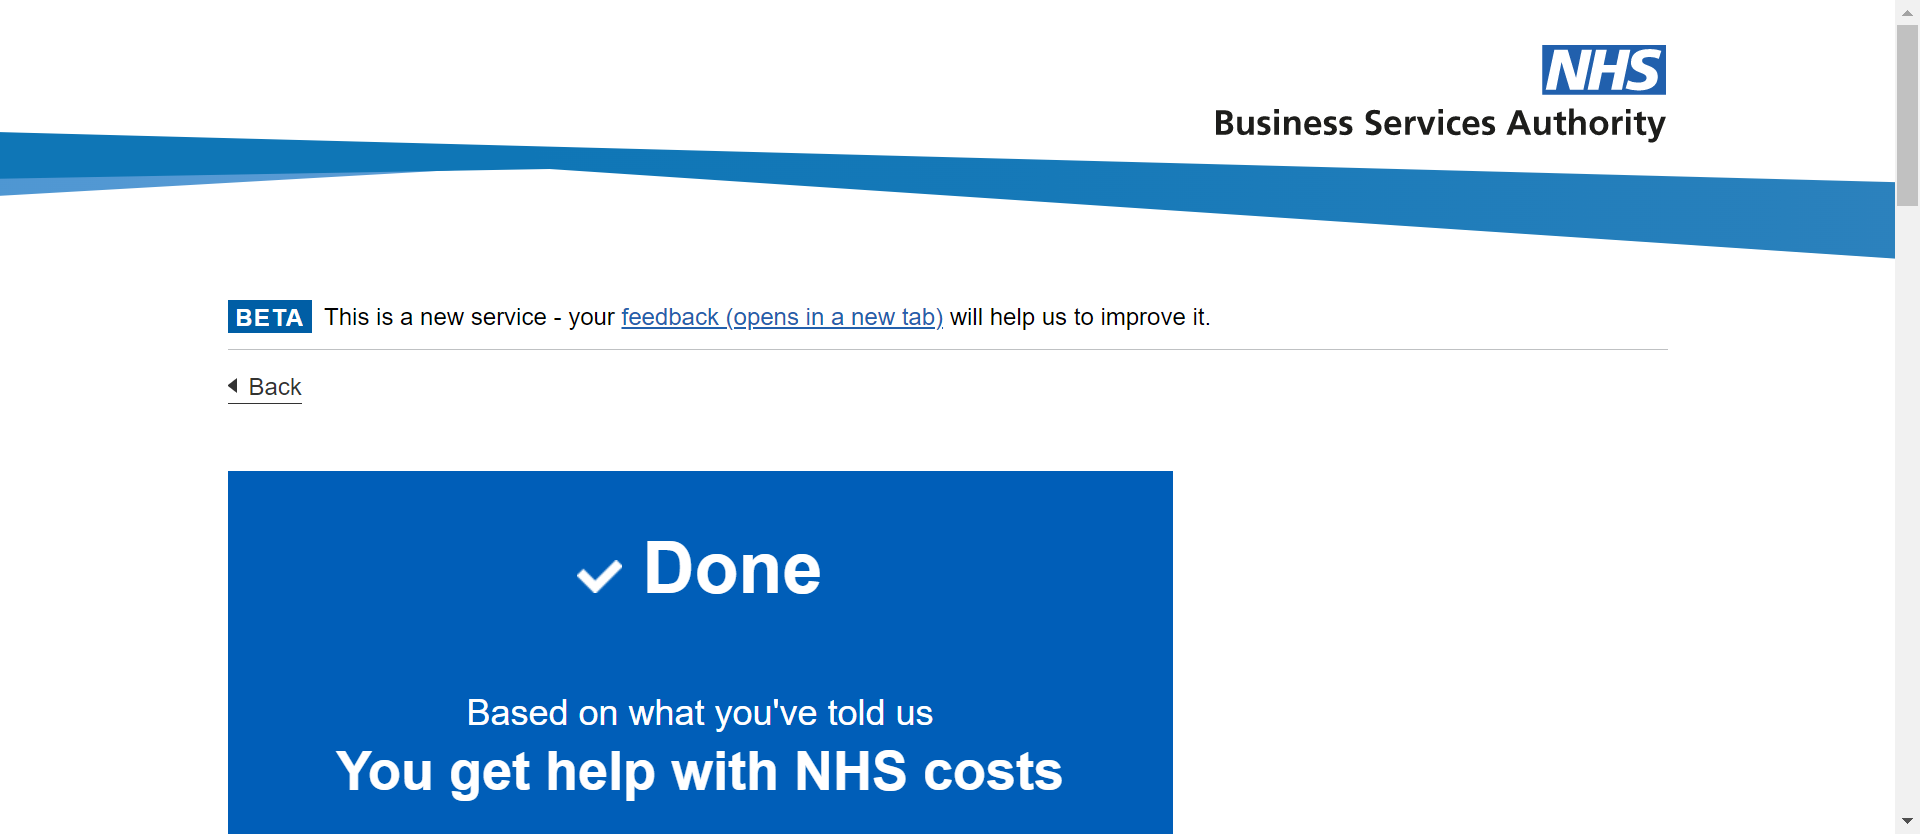 NHS
Business Services Authority
BETA This is a new service - your feedback (opens in a new tab) will help us to improve it.
Back
Done
Based on what you've told us
You get help with NHS costs